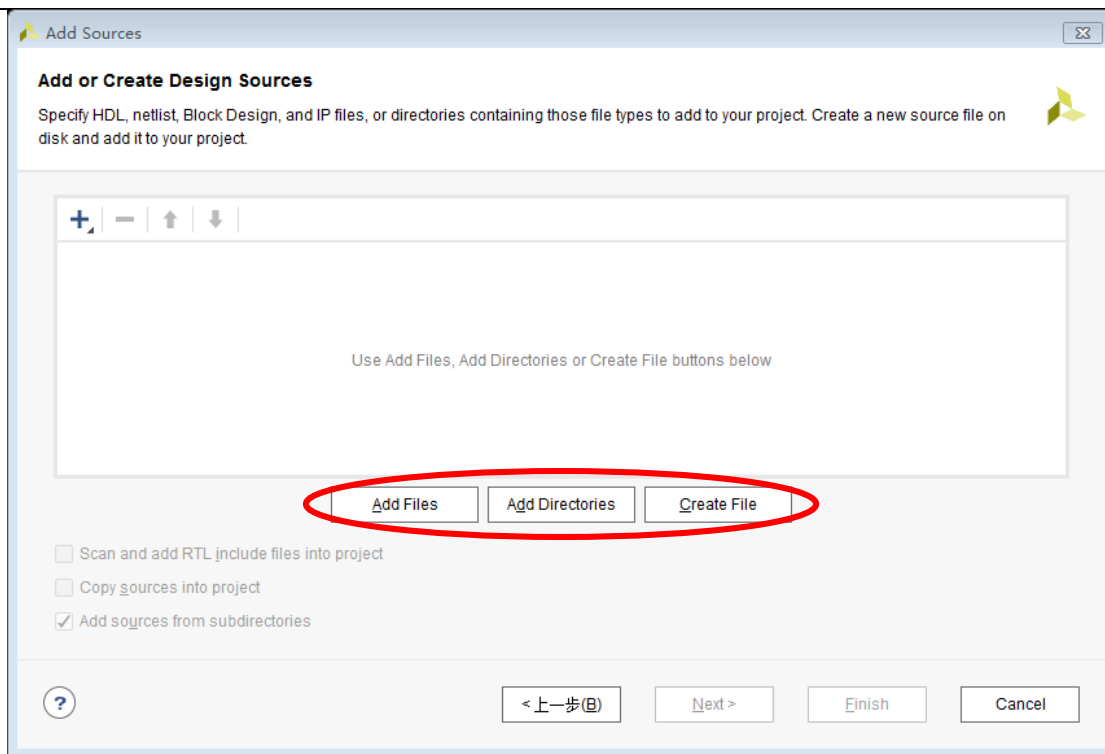 Add Sources
Add or Create Design Sources
Specify HDL, netlist, Block Design, and IP files, or directories containing those file types to add to your project. Create a new source file on
disk and add it to your project.
Use Add Files, Add Directories or Create File buttons below
Add Files Add Directories Create File
Scan and add RTL include files into project
Copy sources into project
Add sources from subdirectories
? <上一步(B) Next > Finish Cancel